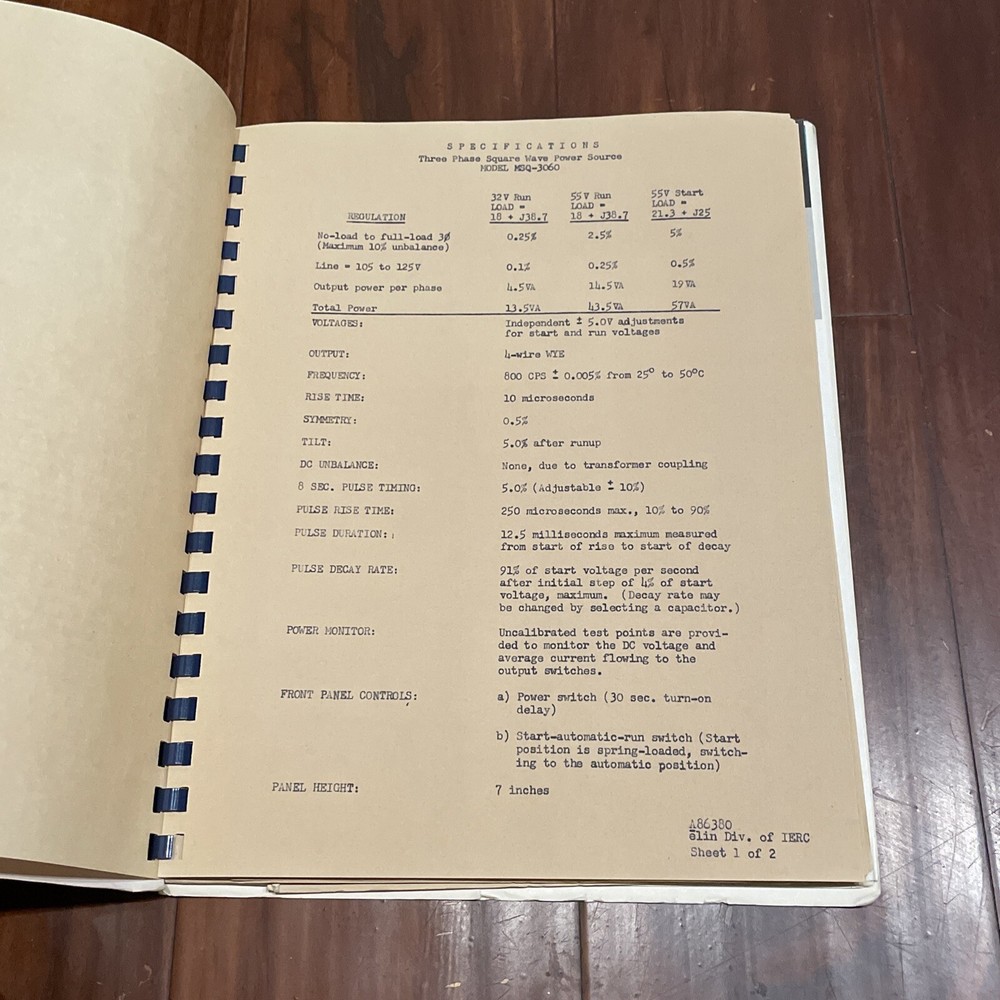 SPECIFICATIONS
Three Phase Square Wave Power Source
MODEL MSQ-3060
32V Run 55V Run 55V Start
LOAD = LOAD = LOAD =
REGULATION 18 + J38.7 18 + J38.7 21.3 + J25
No-load to full-load 3Ø 0.25% 2.5% 5%
(Maximum 10% unbalance)
Line = 105 to 125V 0.1% 0.25% 0.5%
Output power per phase 4.5VA 14.5VA 19VA
Total Power 13.5VA 43.5VA 57VA
VOLTAGES: Independent ± 5.0V adjustments
for start and run voltages
OUTPUT: 4-wire WYE
FREQUENCY: 800 CPS ± 0.005% from 25° to 50°C
RISE TIME: 10 microseconds
SYMMETRY: 0.5%
TILT: 5.0% after runup
DC UNBALANCE: None, due to transformer coupling
8 SEC. PULSE TIMING: 5.0% (Adjustable ± 10%)
PULSE RISE TIME: 250 microseconds max., 10% to 90%
PULSE DURATION: 12.5 milliseconds maximum measured
from start of rise to start of decay
PULSE DECAY RATE: 91% of start voltage per second
after initial step of 4% of start
voltage, maximum. (Decay rate may
be changed by selecting a capacitor.)
POWER MONITOR: Uncalibrated test points are provi-
ded to monitor the DC voltage and
average current flowing to the
output switches.
FRONT PANEL CONTROLS: a) Power switch (30 sec. turn-on
delay)
b) Start-automatic-run switch (Start
position is spring-loaded, switch-
ing to the automatic position)
PANEL HEIGHT: 7 inches
A86380
elin Div. of IERC
Sheet 1 of 2